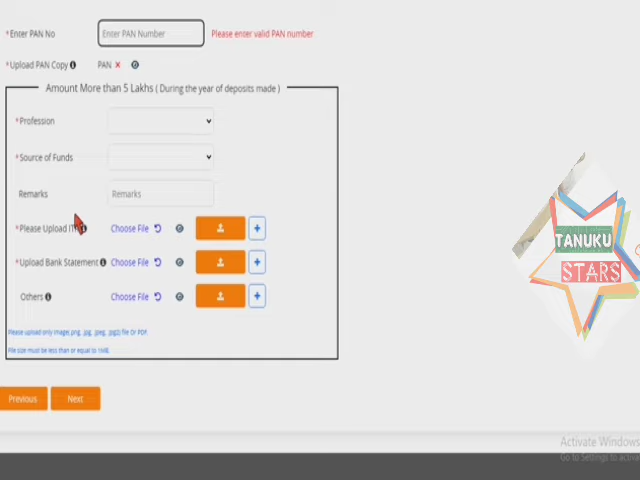 *Enter PAN No Enter PAN Number Please enter valid PAN number
*Upload PAN Copy PAN
Amount More than 5 Lakhs ( During the year of deposits made )
*Profession
*Source of Funds
Remarks Remarks
*Please Upload Choose File
*Upload Bank Statement Choose File
Others Choose File
Please upload only image(.png, .jpg, .jpeg, .jpg2) file Or PDF.
File size must be less than or equal to 1MB.
Previous Next
TANUKU
STARS
Activate Windows
Go to Settings to activa